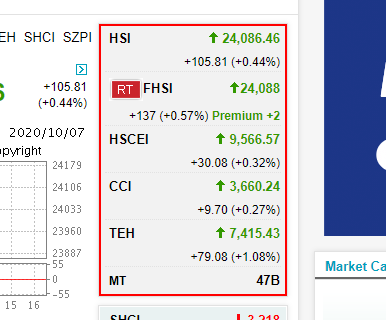 EH SHCI SZPI
+105.81
(+0.44%)
2020/10/07
opyright
24179
24106
24033
23960
23887
55
0
-55
15 16
HSI 24,086.46
+105.81 (+0.44%)
RT FHSI 24,088
+137 (+0.57%) Premium +2
HSCEI 9,566.57
+30.08 (+0.32%)
CCI 3,660.24
+9.70 (+0.27%)
TEH 7,415.43
+79.08 (+1.08%)
MT 47B
SHCI 3,218
Market Ca